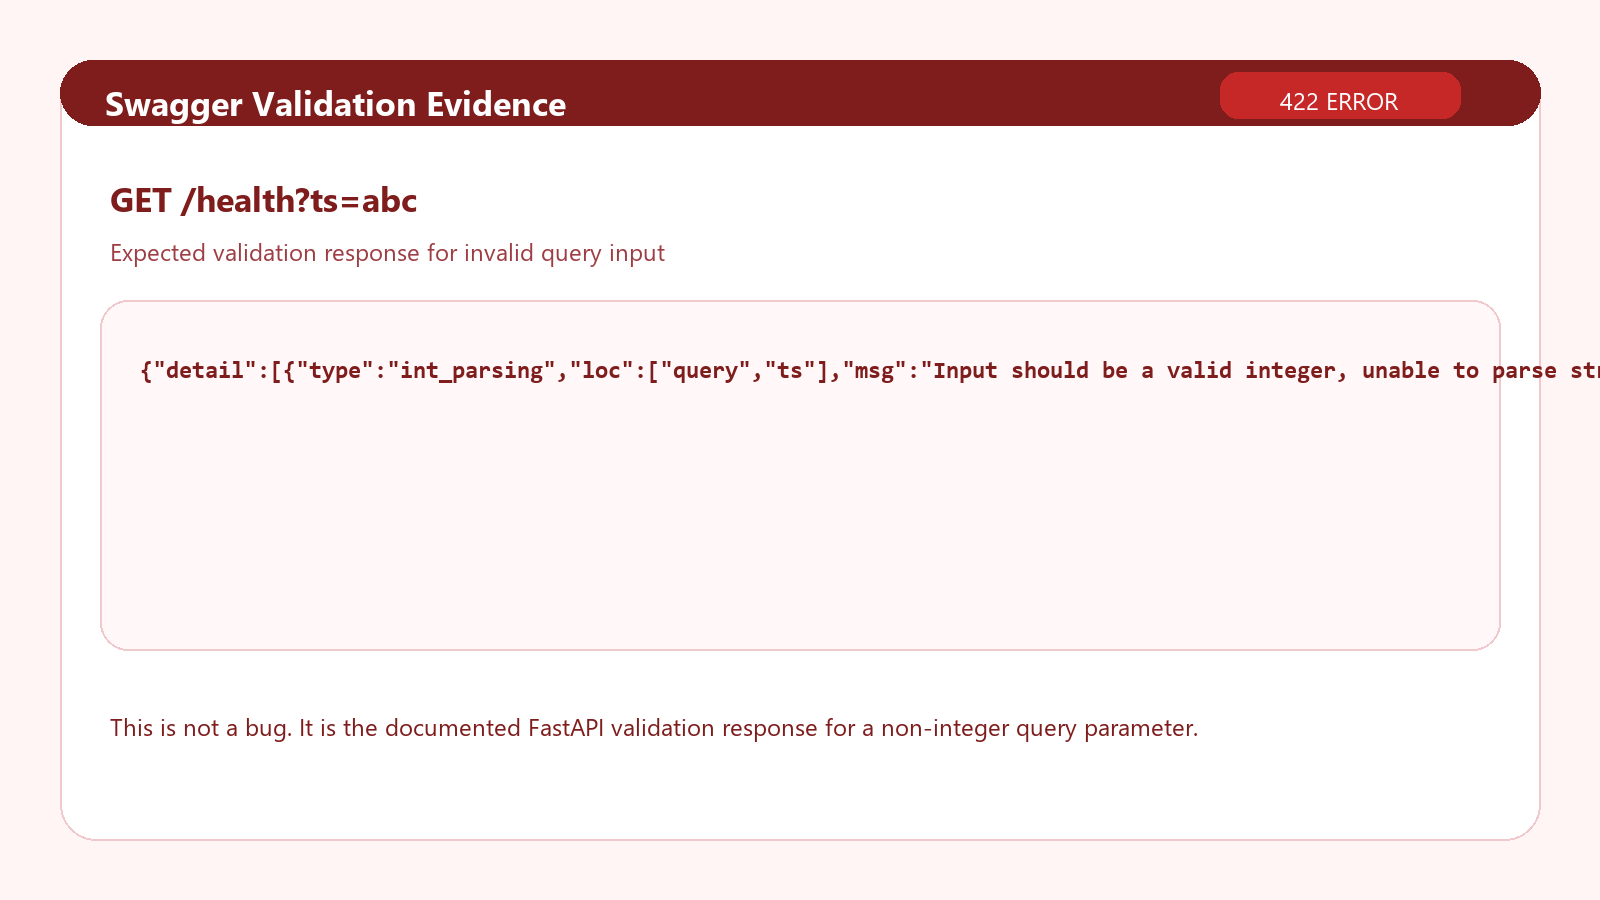 Swagger Validation Evidence
422 ERROR
GET /health?ts=abc
Expected validation response for invalid query input
{"detail":[{"type":"int_parsing","loc":["query","ts"],"msg":"Input should be a valid integer, unable to parse str
This is not a bug. It is the documented FastAPI validation response for a non-integer query parameter.